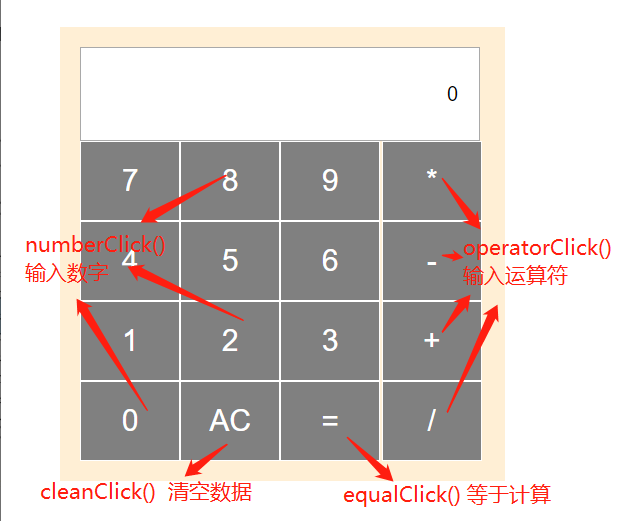 0
7 8 9 *
numberClick()
输入数字
operatorClick()
输入运算符
4 5 6 -
1 2 3 +
0 AC = /
cleanClick() 清空数据
equalClick() 等于计算